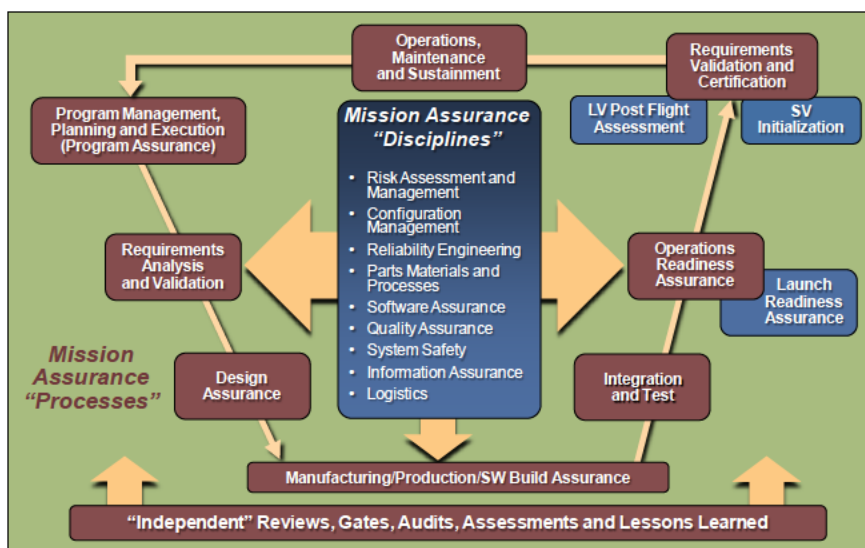 Operations,
Maintenance
and Sustainment
Requirements
Validation and
Certification
LV Post Flight
Assessment
SV
Initialization
Program Management,
Planning and Execution
(Program Assurance)
Mission Assurance
“Disciplines”
• Risk Assessment and
Management
• Configuration
Management
• Reliability Engineering
• Parts Materials and
Processes
• Software Assurance
• Quality Assurance
• System Safety
• Information Assurance
• Logistics
Requirements
Analysis
and Validation
Operations
Readiness
Assurance
Launch
Readiness
Assurance
Mission
Assurance
“Processes”
Design
Assurance
Integration
and Test
Manufacturing/Production/SW Build Assurance
“Independent” Reviews, Gates, Audits, Assessments and Lessons Learned